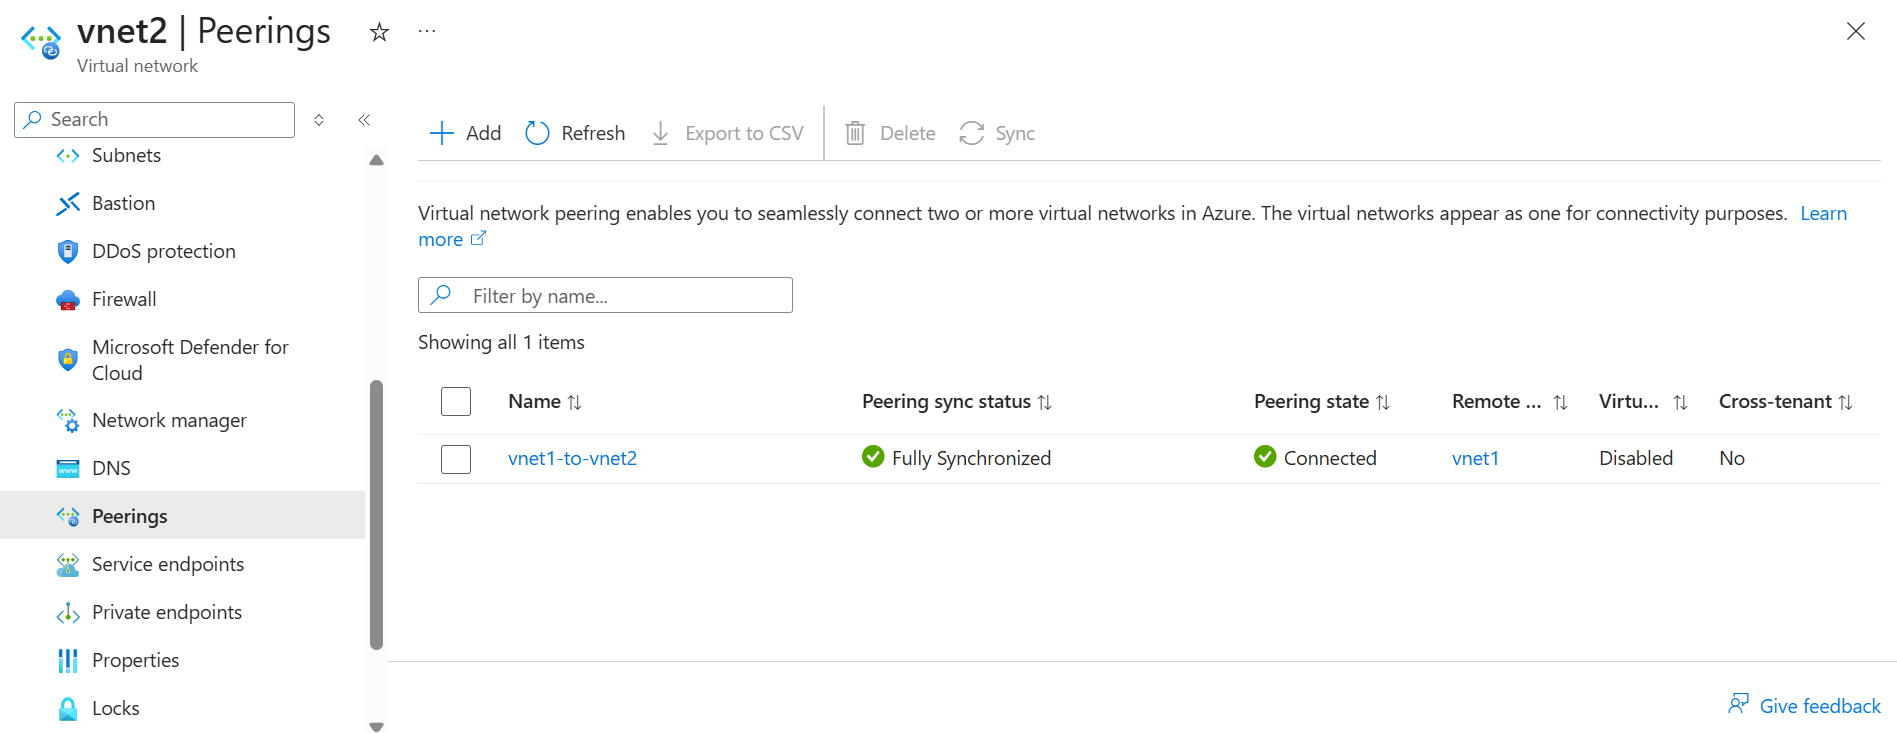 vnet2 | Peerings
...
Virtual network
Search
Subnets
Bastion
DDoS protection
Firewall
Microsoft Defender for
Cloud
Network manager
DNS
Peerings
Service endpoints
Private endpoints
Properties
Locks
Add Refresh Export to CSV Delete Sync
Virtual network peering enables you to seamlessly connect two or more virtual networks in Azure. The virtual networks appear as one for connectivity purposes. Learn
more
Filter by name...
Showing all 1 items
Name Peering sync status Peering state Remote ... Virtu... Cross-tenant
vnet1-to-vnet2 Fully Synchronized Connected vnet1 Disabled No
Give feedback